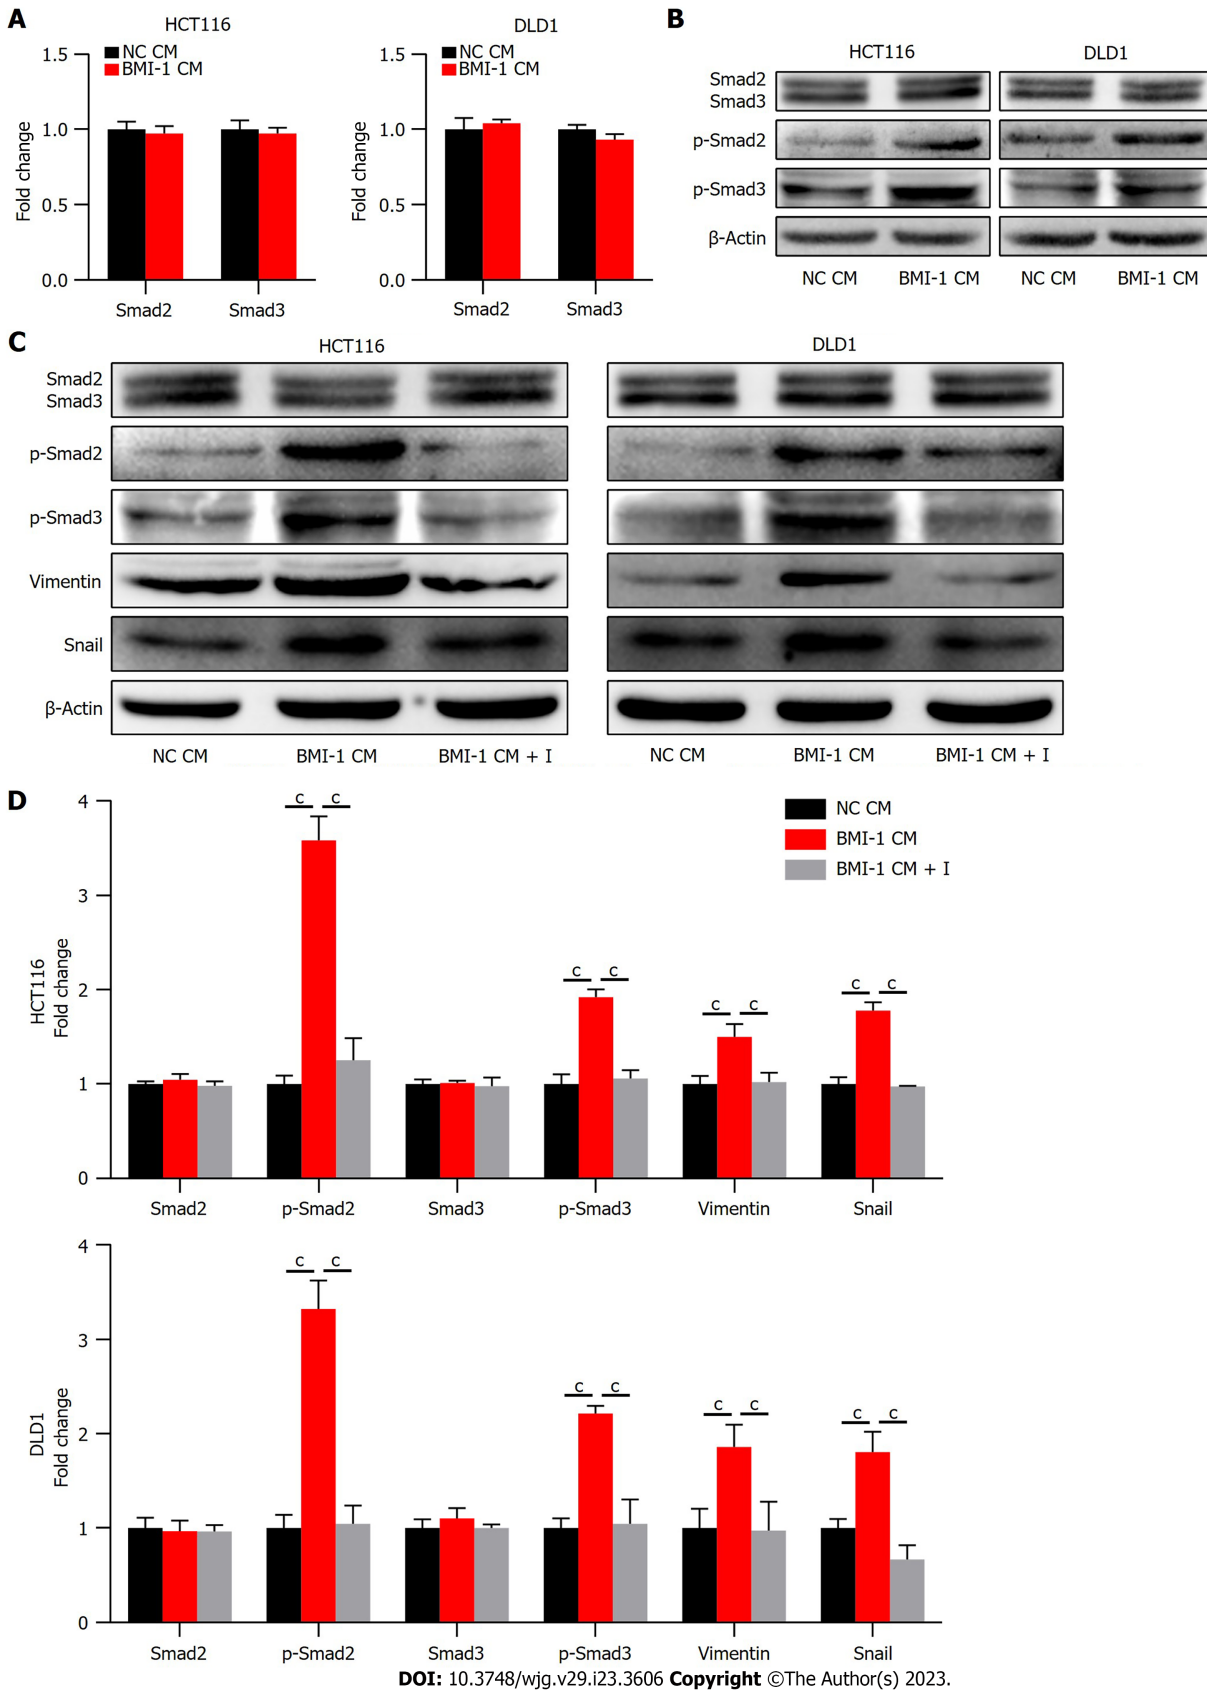 A
HCT116
NC CM
BMI-1 CM
1.5
1.0
0.5
0.0
Fold change
Smad2 Smad3
DLD1
NC CM
BMI-1 CM
1.5
1.0
0.5
0.0
Fold change
Smad2 Smad3
B
HCT116 DLD1
Smad2
Smad3
p-Smad2
p-Smad3
β-Actin
NC CM BMI-1 CM NC CM BMI-1 CM
C
HCT116 DLD1
Smad2
Smad3
p-Smad2
p-Smad3
Vimentin
Snail
β-Actin
NC CM BMI-1 CM BMI-1 CM + I NC CM BMI-1 CM BMI-1 CM + I
D
NC CM
BMI-1 CM
BMI-1 CM + I
HCT116
Fold change
4
3
2
1
0
c c
c c
c c
c c
Smad2 p-Smad2 Smad3 p-Smad3 Vimentin Snail
DLD1
Fold change
4
3
2
1
0
c c
c c
c c
c c
Smad2 p-Smad2 Smad3 p-Smad3 Vimentin Snail
DOI: 10.3748/wjg.v29.i23.3606 Copyright ©The Author(s) 2023.